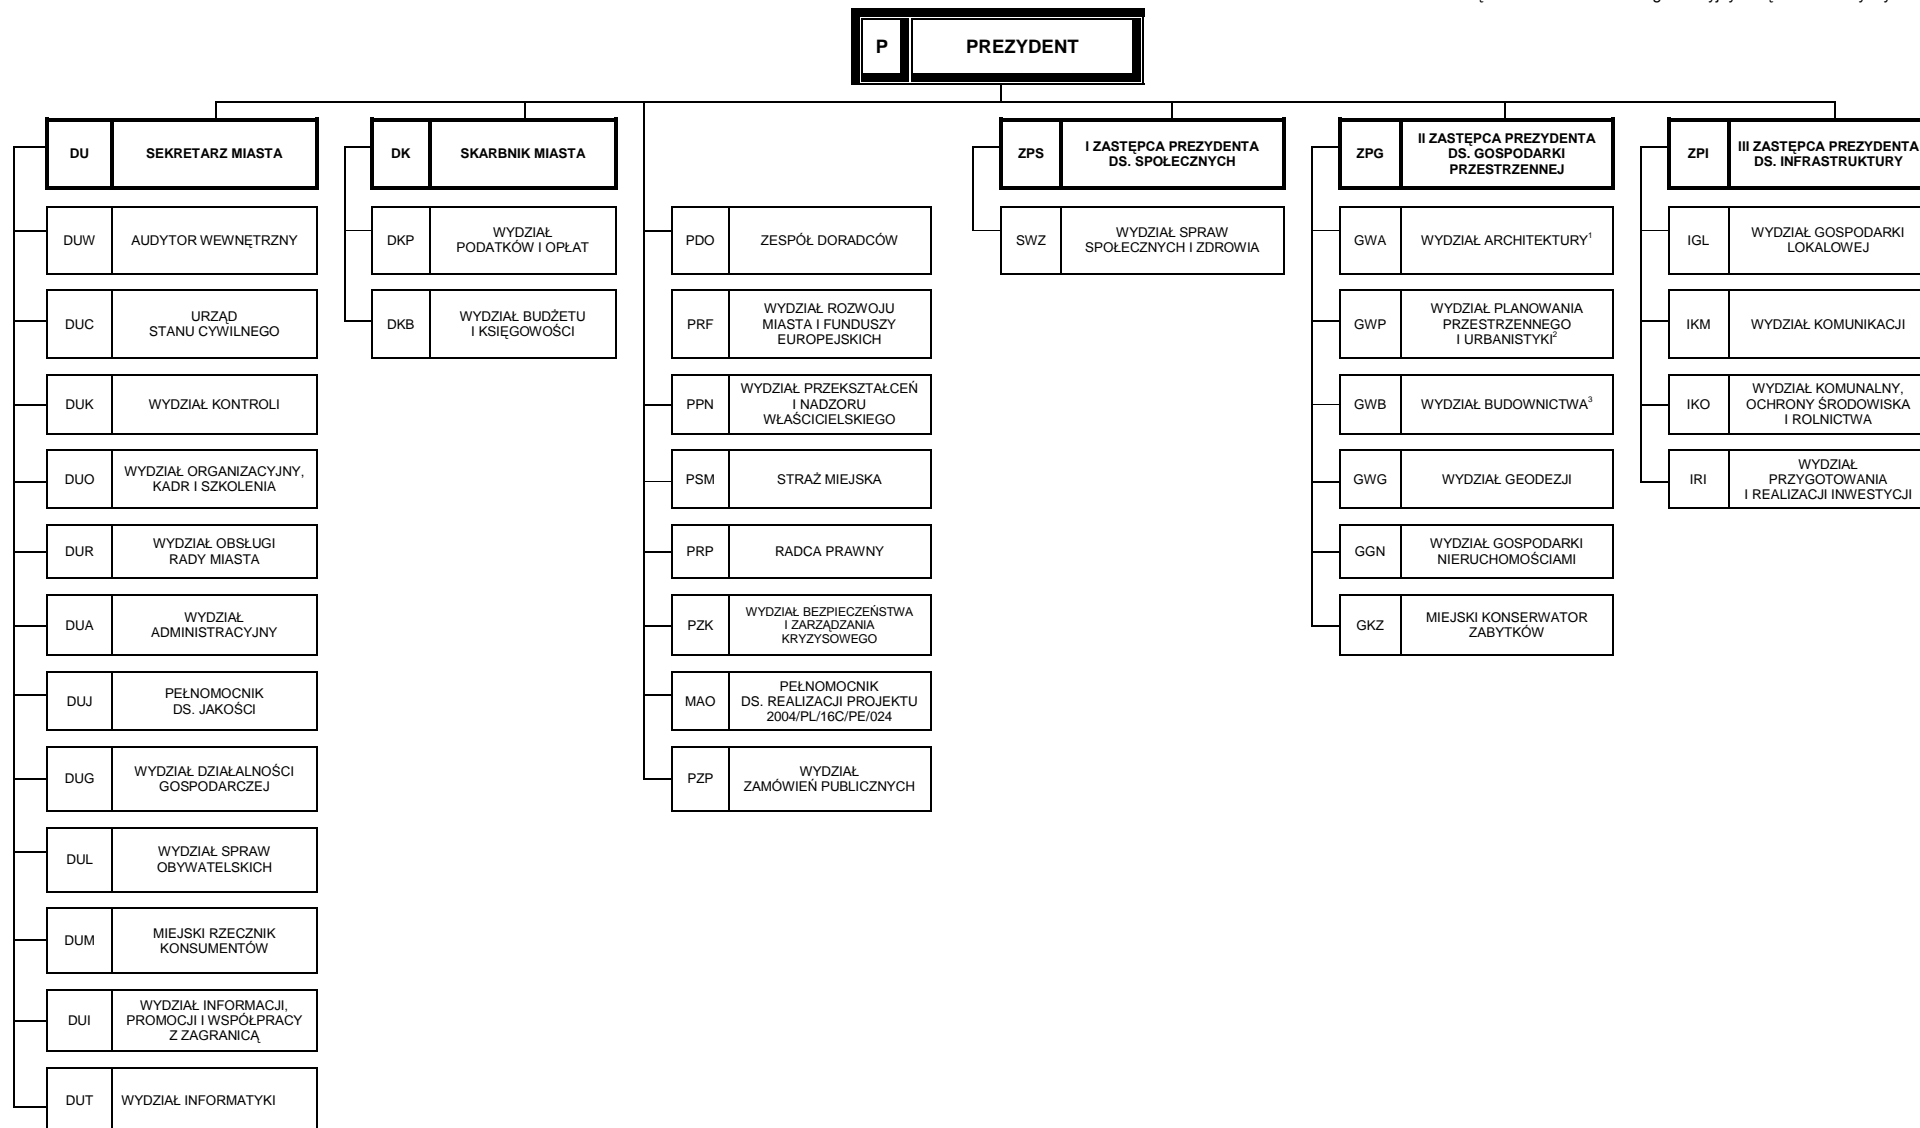 P
PREZYDENT
DU
SEKRETARZ MIASTA
DUW
AUDYTOR WEWNĘTRZNY
DUC
URZĄD
STANU CYWILNEGO
DUK
WYDZIAŁ KONTROLI
DUO
WYDZIAŁ ORGANIZACYJNY,
KADR I SZKOLENIA
DUR
WYDZIAŁ OBSŁUGI
RADY MIASTA
DUA
WYDZIAŁ
ADMINISTRACYJNY
DUJ
PEŁNOMOCNIK
DS. JAKOŚCI
DUG
WYDZIAŁ DZIAŁALNOŚCI
GOSPODARCZEJ
DUL
WYDZIAŁ SPRAW
OBYWATELSKICH
DUM
MIEJSKI RZECZNIK
KONSUMENTÓW
DUI
WYDZIAŁ INFORMACJI,
PROMOCJI I WSPÓŁPRACY
Z ZAGRANICĄ
DUT
WYDZIAŁ INFORMATYKI
DK
SKARBNIK MIASTA
DKP
WYDZIAŁ
PODATKÓW I OPŁAT
DKB
WYDZIAŁ BUDŻETU
I KSIĘGOWOŚCI
PDO
ZESPÓŁ DORADCÓW
PRF
WYDZIAŁ ROZWOJU
MIASTA I FUNDUSZY
EUROPEJSKICH
PPN
WYDZIAŁ PRZEKSZTAŁCEŃ
I NADZORU
WŁAŚCICIELSKIEGO
PSM
STRAŻ MIEJSKA
PRP
RADCA PRAWNY
PZK
WYDZIAŁ BEZPIECZEŃSTWA
I ZARZĄDZANIA
KRYZYSOWEGO
MAO
PEŁNOMOCNIK
DS. REALIZACJI PROJEKTU
2004/PL/16C/PE/024
PZP
WYDZIAŁ
ZAMÓWIEŃ PUBLICZNYCH
ZPS
I ZASTĘPCA PREZYDENTA
DS. SPOŁECZNYCH
SWZ
WYDZIAŁ SPRAW
SPOŁECZNYCH I ZDROWIA
ZPG
II ZASTĘPCA PREZYDENTA
DS. GOSPODARKI
PRZESTRZENNEJ
GWA
WYDZIAŁ ARCHITEKTURY¹
GWP
WYDZIAŁ PLANOWANIA
PRZESTRZENNEGO
I URBANISTYKI²
GWB
WYDZIAŁ BUDOWNICTWA³
GWG
WYDZIAŁ GEODEZJI
GGN
WYDZIAŁ GOSPODARKI
NIERUCHOMOŚCIAMI
GKZ
MIEJSKI KONSERWATOR
ZABYTKÓW
ZPI
III ZASTĘPCA PREZYDENTA
DS. INFRASTRUKTURY
IGL
WYDZIAŁ GOSPODARKI
LOKALOWEJ
IKM
WYDZIAŁ KOMUNIKACJI
IKO
WYDZIAŁ KOMUNALNY,
OCHRONY ŚRODOWISKA
I ROLNICTWA
IRI
WYDZIAŁ
PRZYGOTOWANIA
I REALIZACJI INWESTYCJI